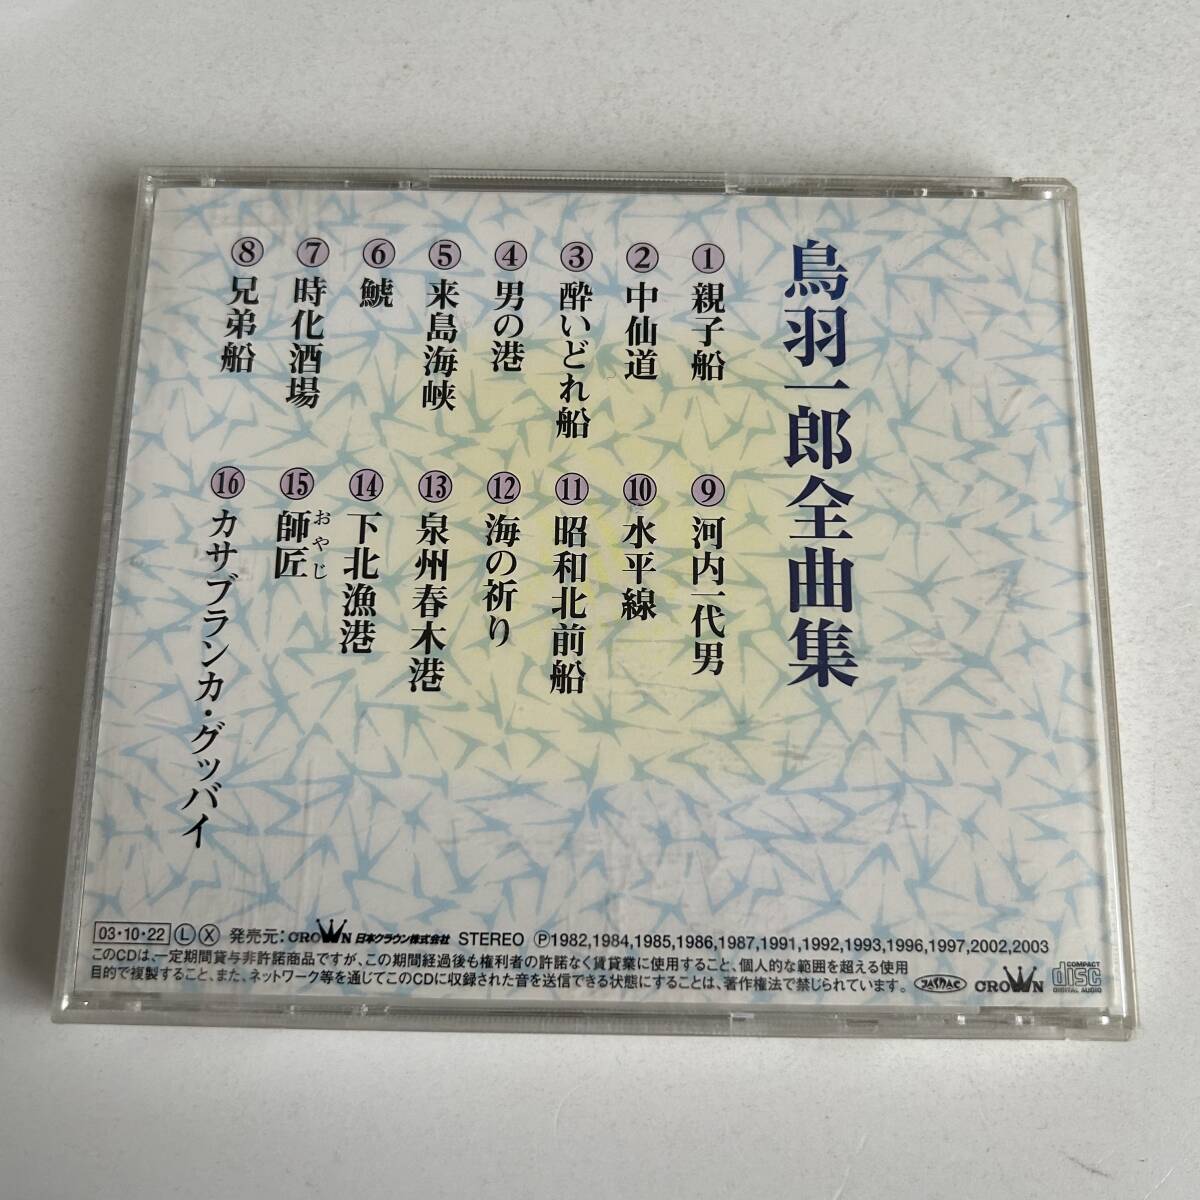 鳥羽一郎全曲集
①親子船
②中仙道
③酔いどれ船
④男の港
⑤来島海峡
⑥鯱
⑦時化酒場
⑧兄弟船
⑨河内一代男
⑩水平線
⑪昭和北前船
⑫海の祈り
⑬泉州春木港
⑭下北漁港
⑮師匠
おやじ
⑯カサブランカ・グッバイ
03・10・22 Ⓛ Ⓧ 発売元:CROWN 日本クラウン株式会社 STEREO Ⓟ1982,1984,1985,1986,1987,1991,1992,1993,1996,1997,2002,2003
このCDは、一定期間貸与非許諾商品ですが、この期間経過後も権利者の許諾なく賃貸業に使用すること、個人的な範囲を超える使用
目的で複製すること、また、ネットワーク等を通じてこのCDに収録された音を送信できる状態にすることは、著作権法で禁じられています。
JASRAC
CROWN
COMPACT
disc
DIGITAL AUDIO